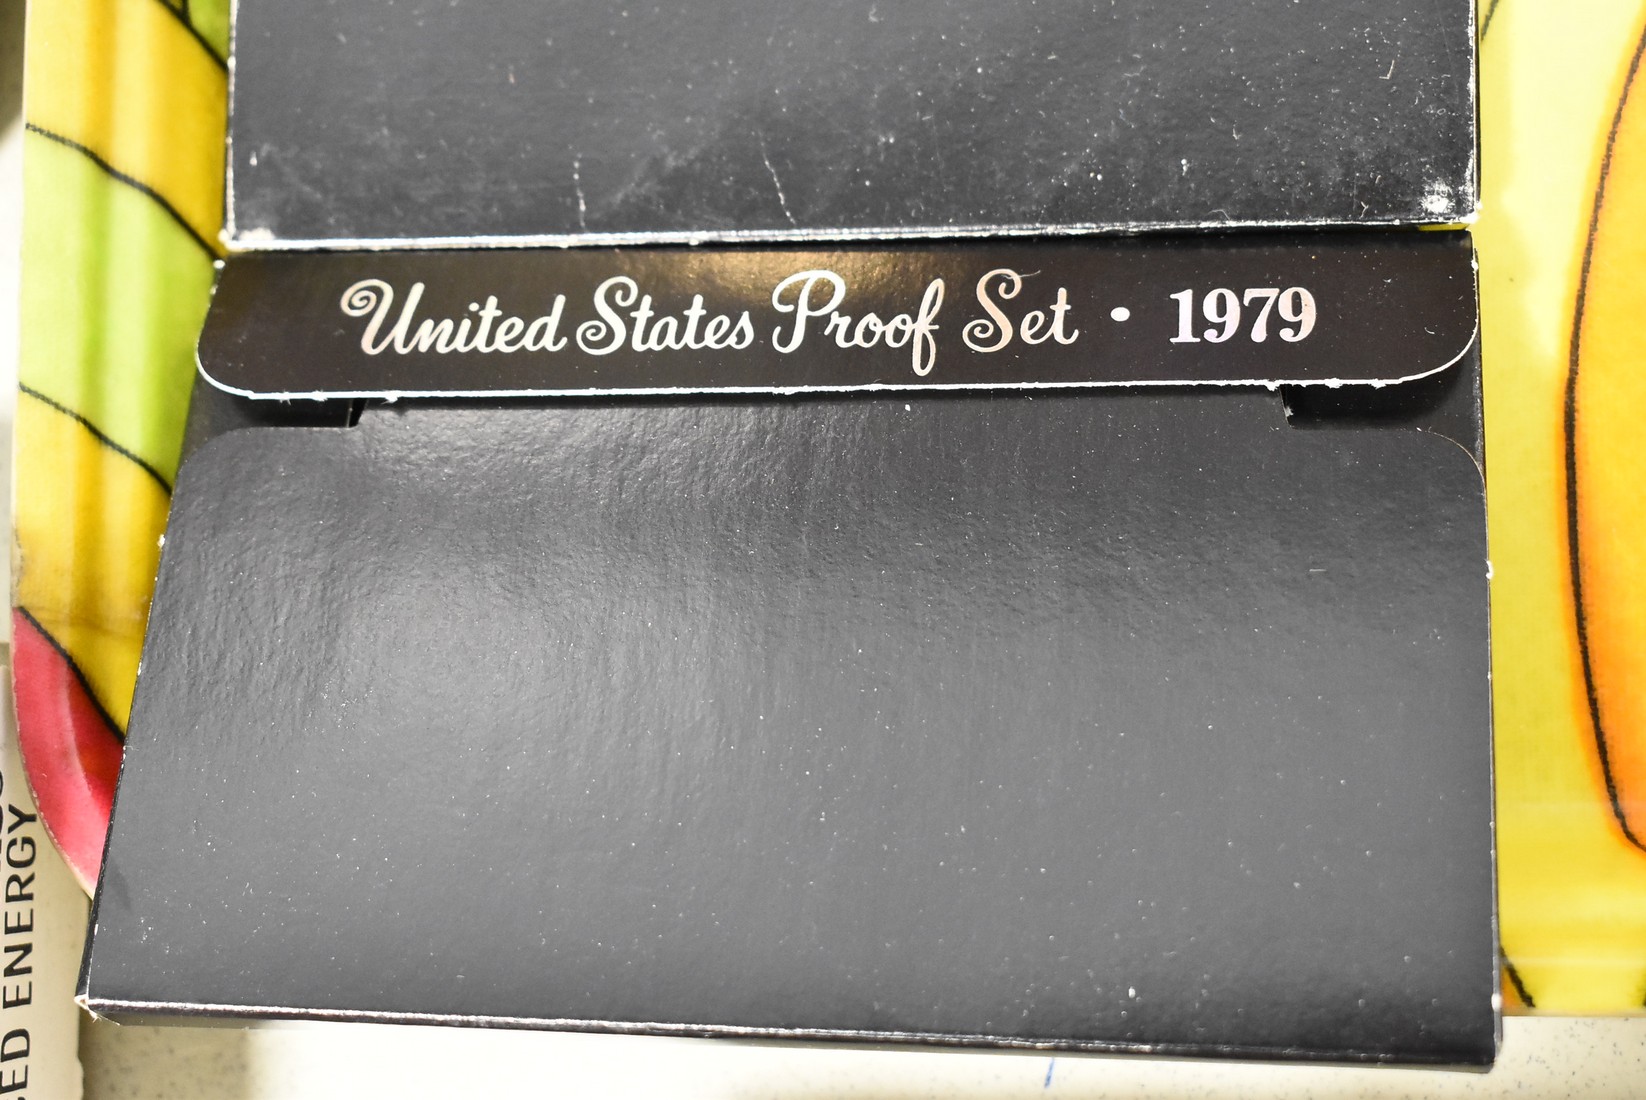 United States Proof Set • 1979
ED ENERGY